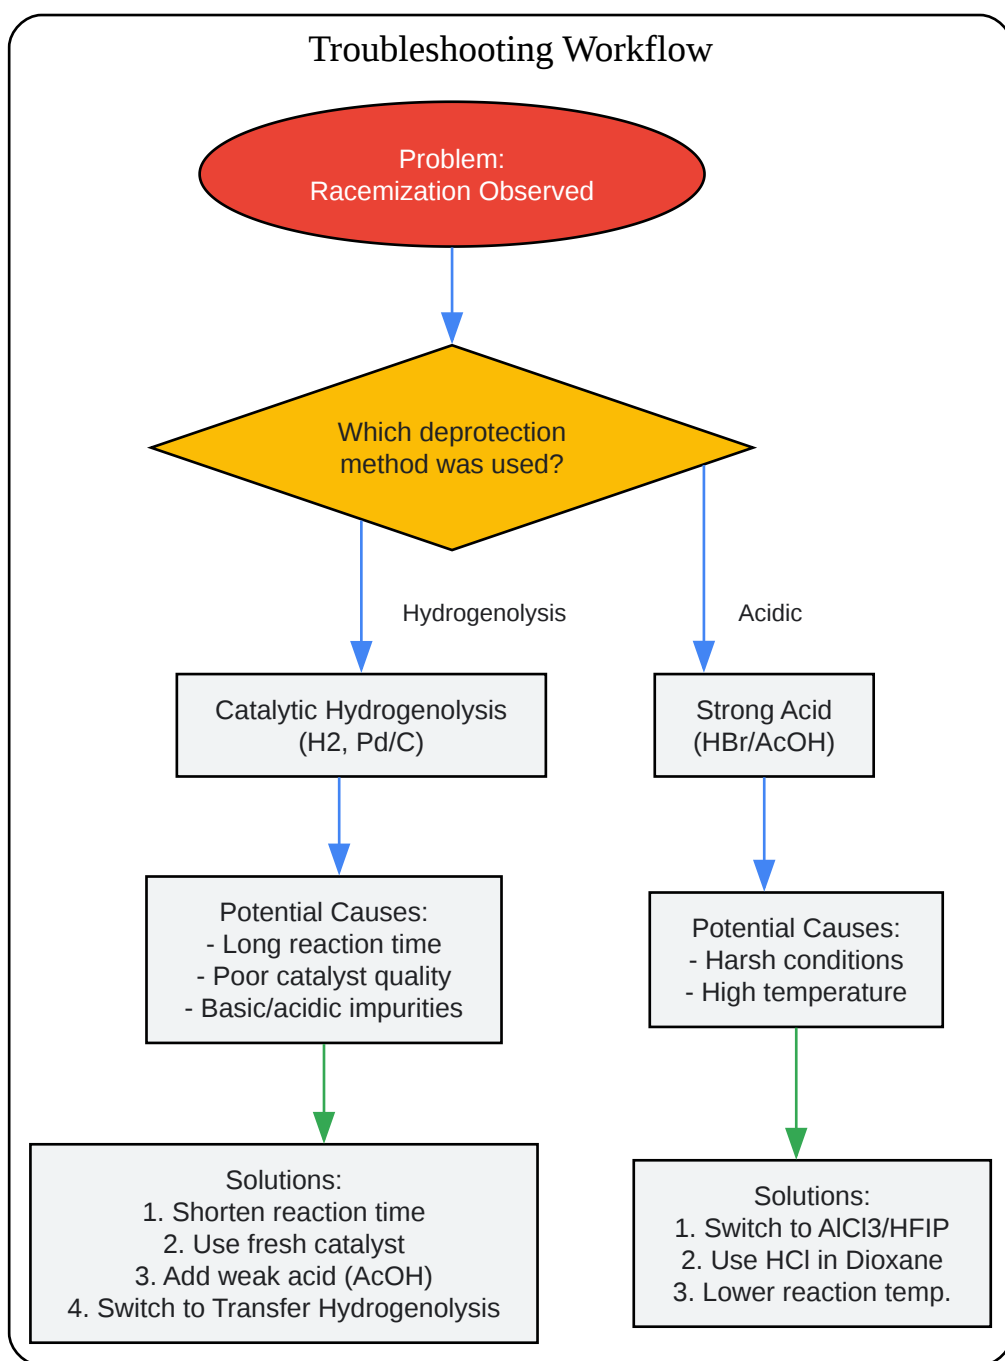 Troubleshooting Workflow
Problem:
Racemization Observed
Which deprotection
method was used?
Hydrogenolysis
Acidic
Catalytic Hydrogenolysis
(H2, Pd/C)
Strong Acid
(HBr/AcOH)
Potential Causes:
- Long reaction time
- Poor catalyst quality
- Basic/acidic impurities
Potential Causes:
- Harsh conditions
- High temperature
Solutions:
1. Shorten reaction time
2. Use fresh catalyst
3. Add weak acid (AcOH)
4. Switch to Transfer Hydrogenolysis
Solutions:
1. Switch to AlCl3/HFIP
2. Use HCl in Dioxane
3. Lower reaction temp.